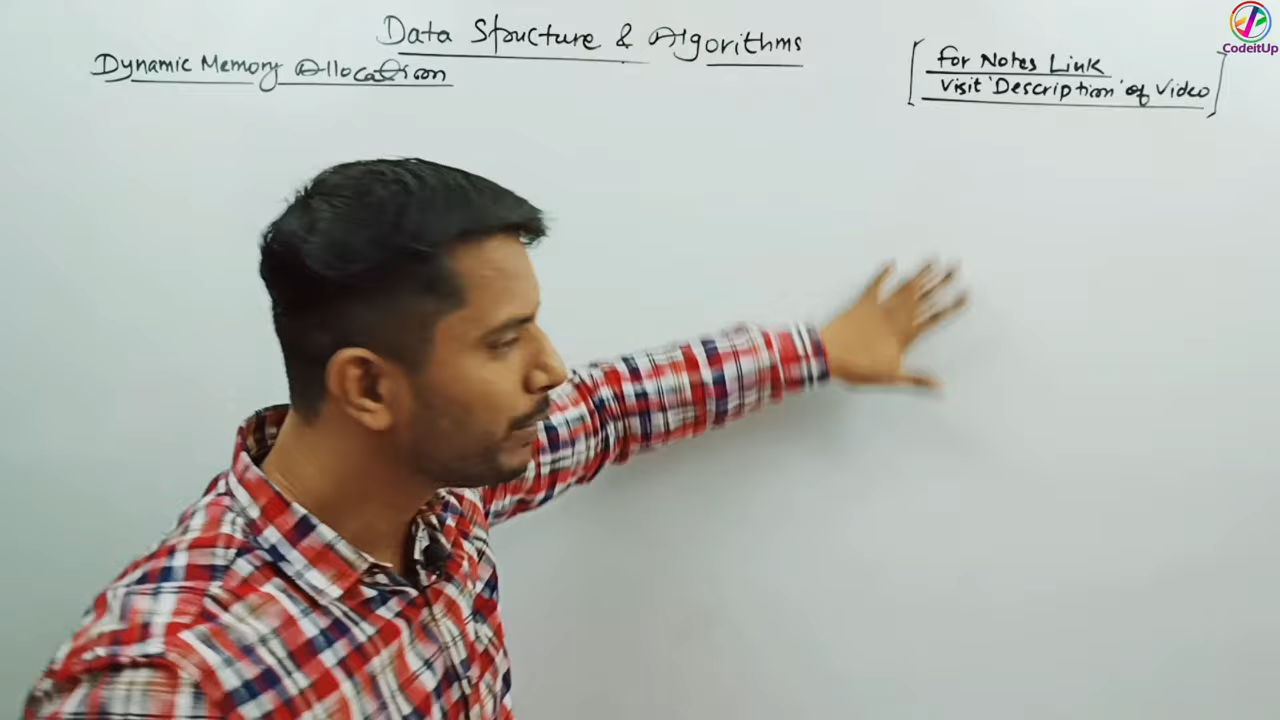 Data Structure & Algorithms
Dynamic Memory Allocation
[For Notes Link
Visit 'Description' of Video]
CodeitUp